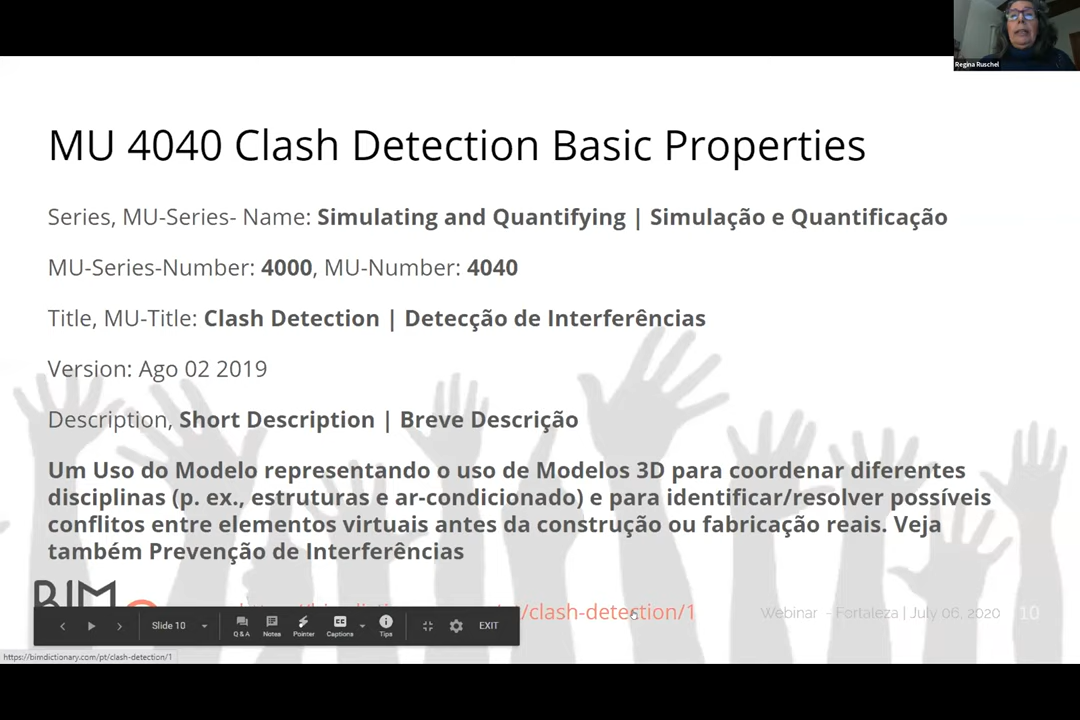 Regina Ruschel
MU 4040 Clash Detection Basic Properties
Series, MU-Series- Name: Simulating and Quantifying | Simulação e Quantificação
MU-Series-Number: 4000, MU-Number: 4040
Title, MU-Title: Clash Detection | Detecção de Interferências
Version: Ago 02 2019
Description, Short Description | Breve Descrição
Um Uso do Modelo representando o uso de Modelos 3D para coordenar diferentes
disciplinas (p. ex., estruturas e ar-condicionado) e para identificar/resolver possíveis
conflitos entre elementos virtuais antes da construção ou fabricação reais. Veja
também Prevenção de Interferências
BIM
/clash-detection/1
Webinar – Fortaleza | July 06, 2020 10
Slide 10 Q & A Notes Pointer Captions Tips EXIT
https://bimdictionary.com/pt/clash-detection/1